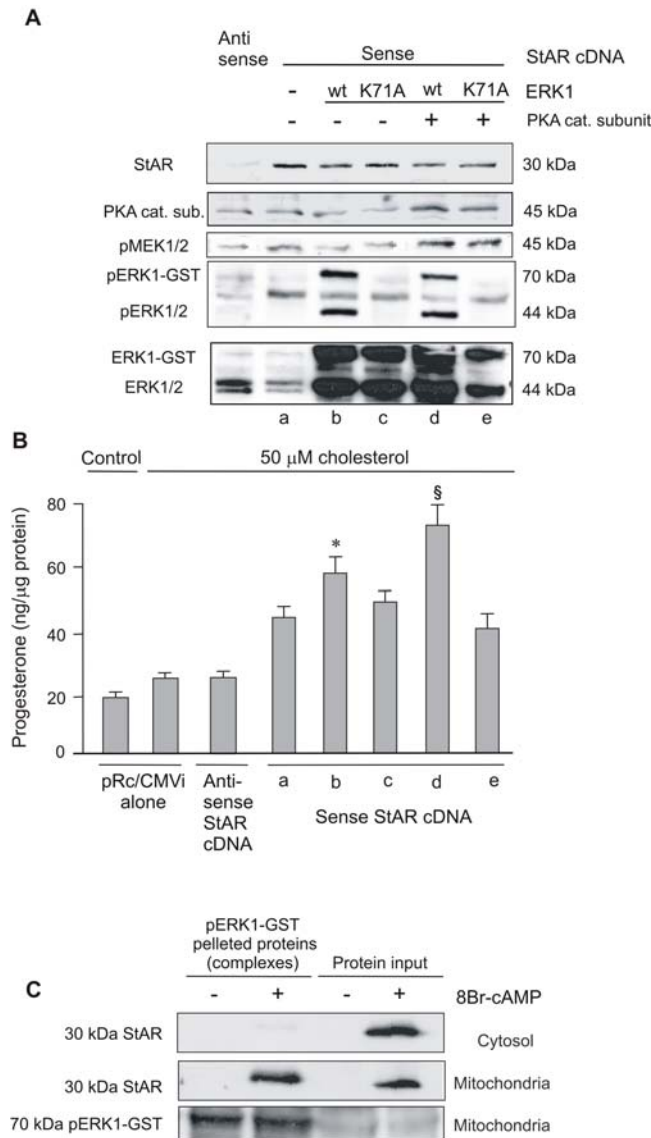 A
Anti
sense
Sense
StAR cDNA
- wt K71A wt K71A ERK1
- - - + + PKA cat. subunit
StAR 30 kDa
PKA cat. sub. 45 kDa
pMEK1/2 45 kDa
pERK1-GST 70 kDa
pERK1/2 44 kDa
ERK1-GST 70 kDa
ERK1/2 44 kDa
a b c d e
B
Control 50 µM cholesterol
Progesterone (ng/µg protein)
80
60
40
20
0
* §
pRc/CMVi
alone
Anti-
sense
StAR
cDNA
a b c d e
Sense StAR cDNA
C
pERK1-GST
pelleted proteins
(complexes)
Protein input
- + - + 8Br-cAMP
30 kDa StAR Cytosol
30 kDa StAR Mitochondria
70 kDa pERK1-GST Mitochondria